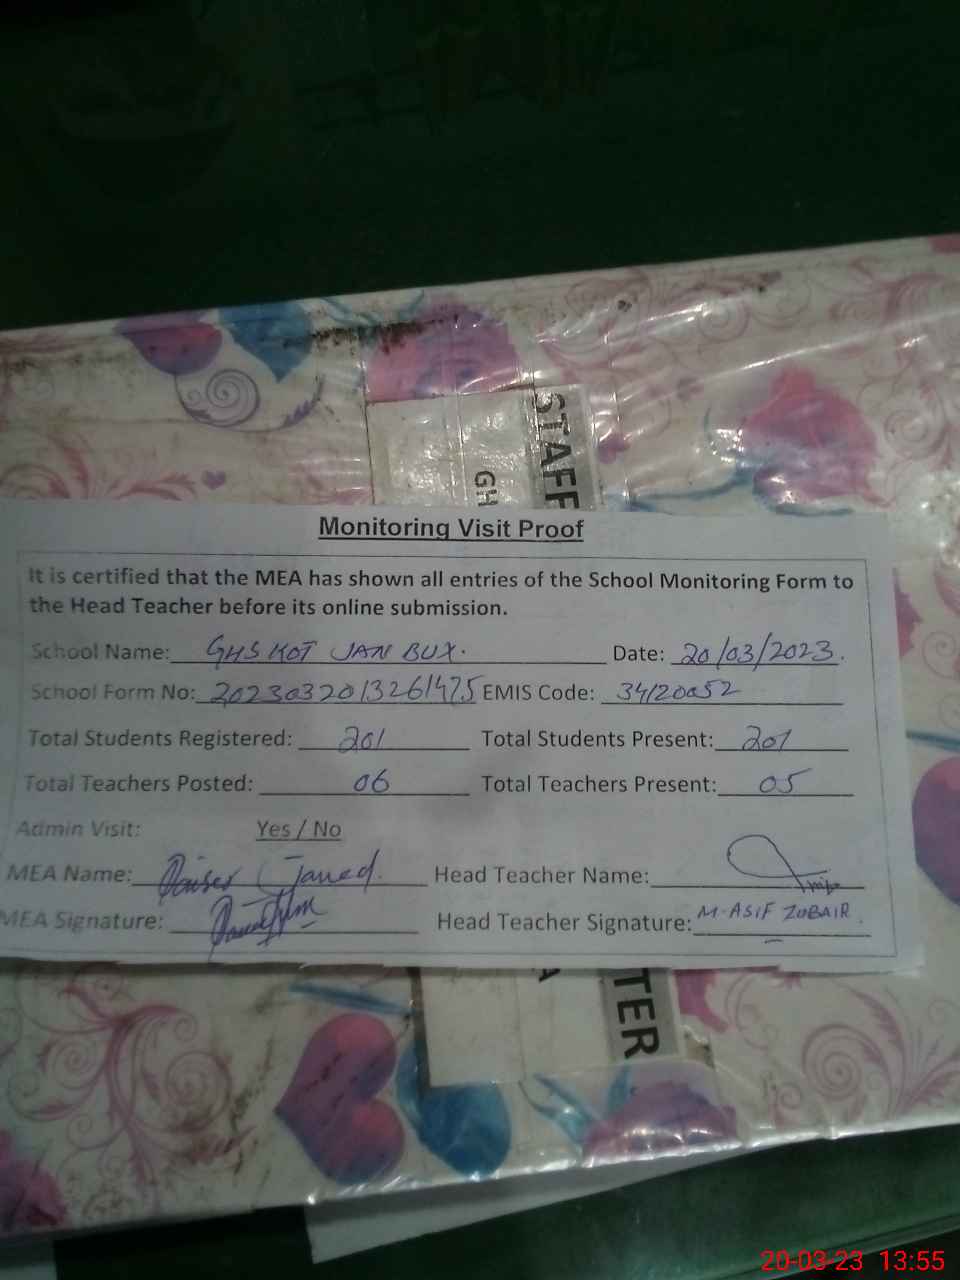 STAFF
GH
Monitoring Visit Proof
It is certified that the MEA has shown all entries of the School Monitoring Form to
the Head Teacher before its online submission.
School Name: GHS KOT JAN BUX. Date: 20/03/2023.
School Form No: 2023032013261475 EMIS Code: 34120052
Total Students Registered: 201 Total Students Present: 201
Total Teachers Posted: 06 Total Teachers Present: 05
Admin Visit: Yes / No
MEA Name: Qaiser Javed. Head Teacher Name:
MEA Signature: Head Teacher Signature: M. ASIF ZUBAIR.
A
TER
20-03-23 13:55